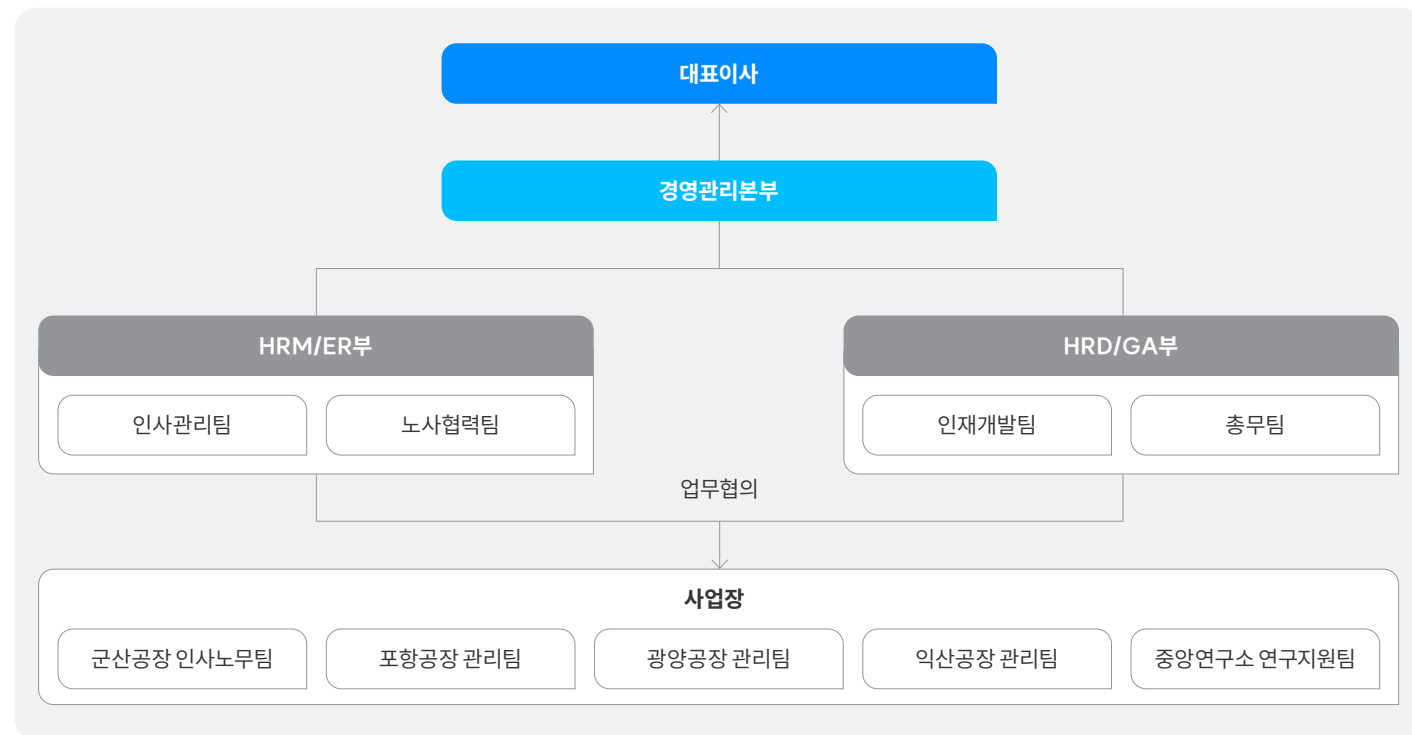 대표이사
경영관리본부
HRM/ER부
HRD/GA부
인사관리팀
노사협력팀
인재개발팀
총무팀
업무협의
사업장
군산공장 인사노무팀
포항공장 관리팀
광양공장 관리팀
익산공장 관리팀
중앙연구소 연구지원팀